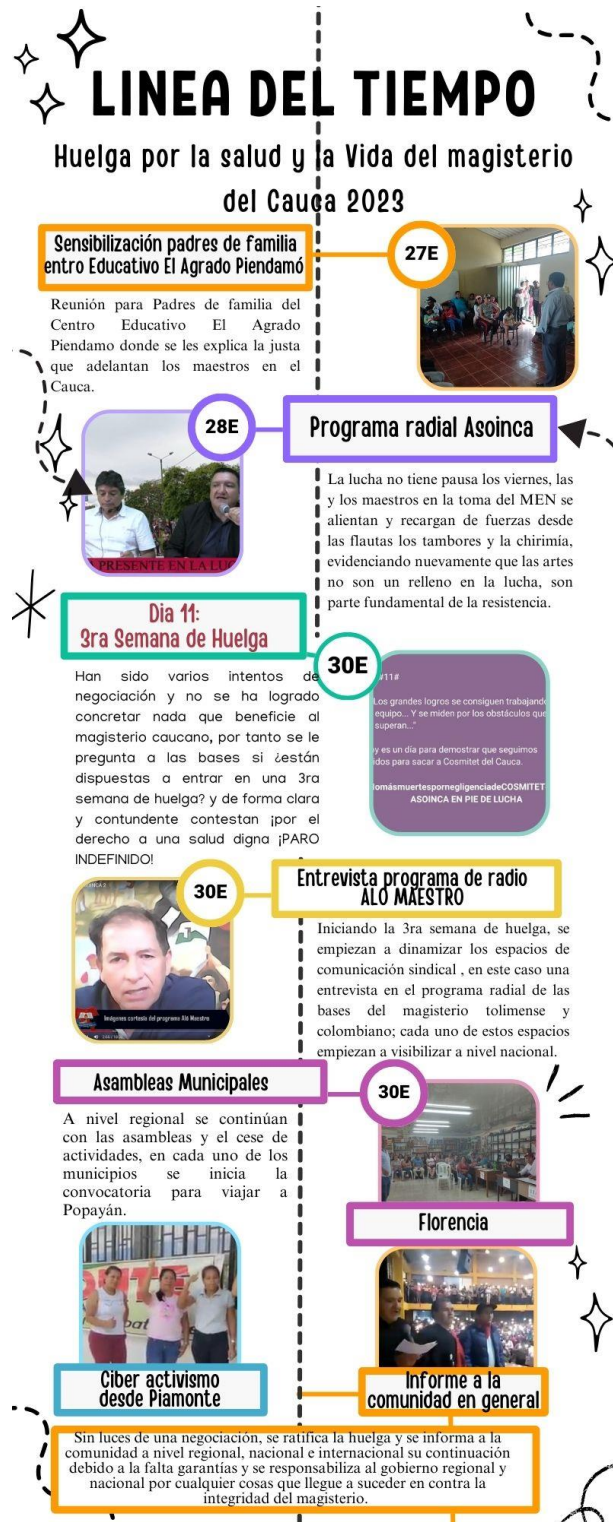 LINEA DEL TIEMPO
Huelga por la salud y la Vida del magisterio
del Cauca 2023
Sensibilización padres de familia
entro Educativo El Agrado Piendamó
27E
Reunión para Padres de familia del
Centro Educativo El Agrado
Piendamo donde se les explica la justa
que adelantan los maestros en el
Cauca.
28E
Programa radial Asoinca
PRESENTE EN LA LUC
La lucha no tiene pausa los viernes, las
y los maestros en la toma del MEN se
alientan y recargan de fuerzas desde
las flautas los tambores y la chirimía,
evidenciando nuevamente que las artes
no son un relleno en la lucha, son
parte fundamental de la resistencia.
Dia 11:
3ra Semana de Huelga
30E
Han sido varios intentos de
negociación y no se ha logrado
concretar nada que beneficie al
magisterio caucano, por tanto se le
pregunta a las bases si ¿están
dispuestas a entrar en una 3ra
semana de huelga? y de forma clara
y contundente contestan ¡por el
derecho a una salud digna ¡PARO
INDEFINIDO!
#11#
Los grandes logros se consiguen trabajando
equipo... Y se miden por los obstáculos que
superan..."
y es un día para demostrar que seguimos
idos para sacar a Cosmitet del Cauca.
omásmuertespornegligenciadeCOSMITET
ASOINCA EN PIE DE LUCHA
30E
Entrevista programa de radio
ALO MAESTRO
Imágenes cortesía del programa Aló Maestro
Iniciando la 3ra semana de huelga, se
empiezan a dinamizar los espacios de
comunicación sindical , en este caso una
entrevista en el programa radial de las
bases del magisterio tolimense y
colombiano; cada uno de estos espacios
empiezan a visibilizar a nivel nacional.
Asambleas Municipales
30E
A nivel regional se continúan
con las asambleas y el cese de
actividades, en cada uno de los
municipios se inicia la
convocatoria para viajar a
Popayán.
Florencia
Ciber activismo
desde Piamonte
Informe a la
comunidad en general
Sin luces de una negociación, se ratifica la huelga y se informa a la
comunidad a nivel regional, nacional e internacional su continuación
debido a la falta garantías y se responsabiliza al gobierno regional y
nacional por cualquier cosas que llegue a suceder en contra la
integridad del magisterio.